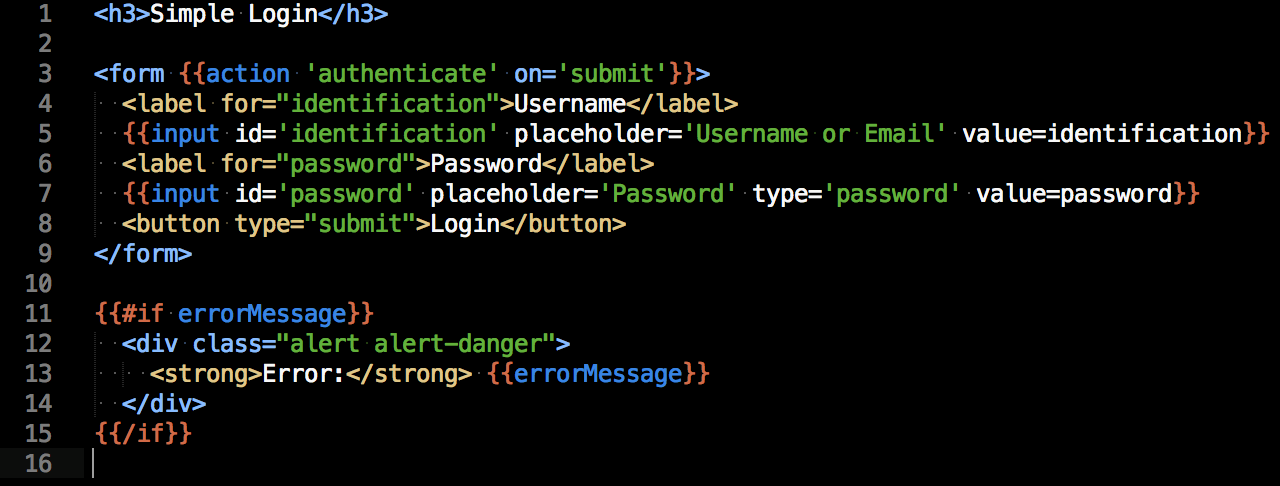 1 <h3>Simple Login</h3>
2
3 <form {{action 'authenticate' on='submit'}}>
4   <label for="identification">Username</label>
5   {{input id='identification' placeholder='Username or Email' value=identification}}
6   <label for="password">Password</label>
7   {{input id='password' placeholder='Password' type='password' value=password}}
8   <button type="submit">Login</button>
9 </form>
10
11 {{#if errorMessage}}
12   <div class="alert alert-danger">
13     <strong>Error:</strong> {{errorMessage}}
14   </div>
15 {{/if}}
16